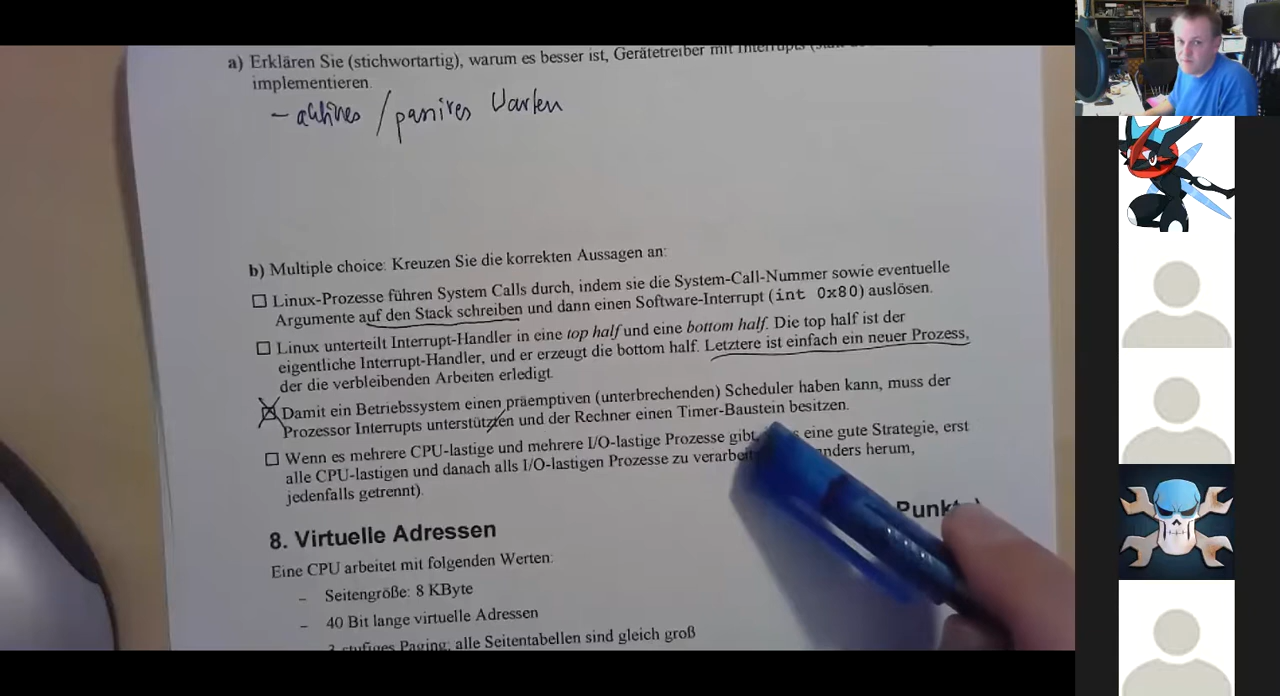 a) Erklären Sie (stichwortartig), warum es besser ist, Gerätetreiber mit Interrupts
implementieren.
– aktives / passives Warten
b) Multiple choice: Kreuzen Sie die korrekten Aussagen an:
Linux-Prozesse führen System Calls durch, indem sie die System-Call-Nummer sowie eventuelle
Argumente auf den Stack schreiben und dann einen Software-Interrupt (int 0x80) auslösen.
Linux unterteilt Interrupt-Handler in eine top half und eine bottom half. Die top half ist der
eigentliche Interrupt-Handler, und er erzeugt die bottom half. Letztere ist einfach ein neuer Prozess,
der die verbleibenden Arbeiten erledigt.
Damit ein Betriebssystem einen präemptiven (unterbrechenden) Scheduler haben kann, muss der
Prozessor Interrupts unterstützen und der Rechner einen Timer-Baustein besitzen.
Wenn es mehrere CPU-lastige und mehrere I/O-lastige Prozesse gibt, eine gute Strategie, erst
alle CPU-lastigen und danach alls I/O-lastigen Prozesse zu herum,
jedenfalls getrennt).
8. Virtuelle Adressen
Eine CPU arbeitet mit folgenden Werten:
– Seitengröße: 8 KByte
– 40 Bit lange virtuelle Adressen
– 3-stufiges Paging; alle Seitentabellen sind gleich groß